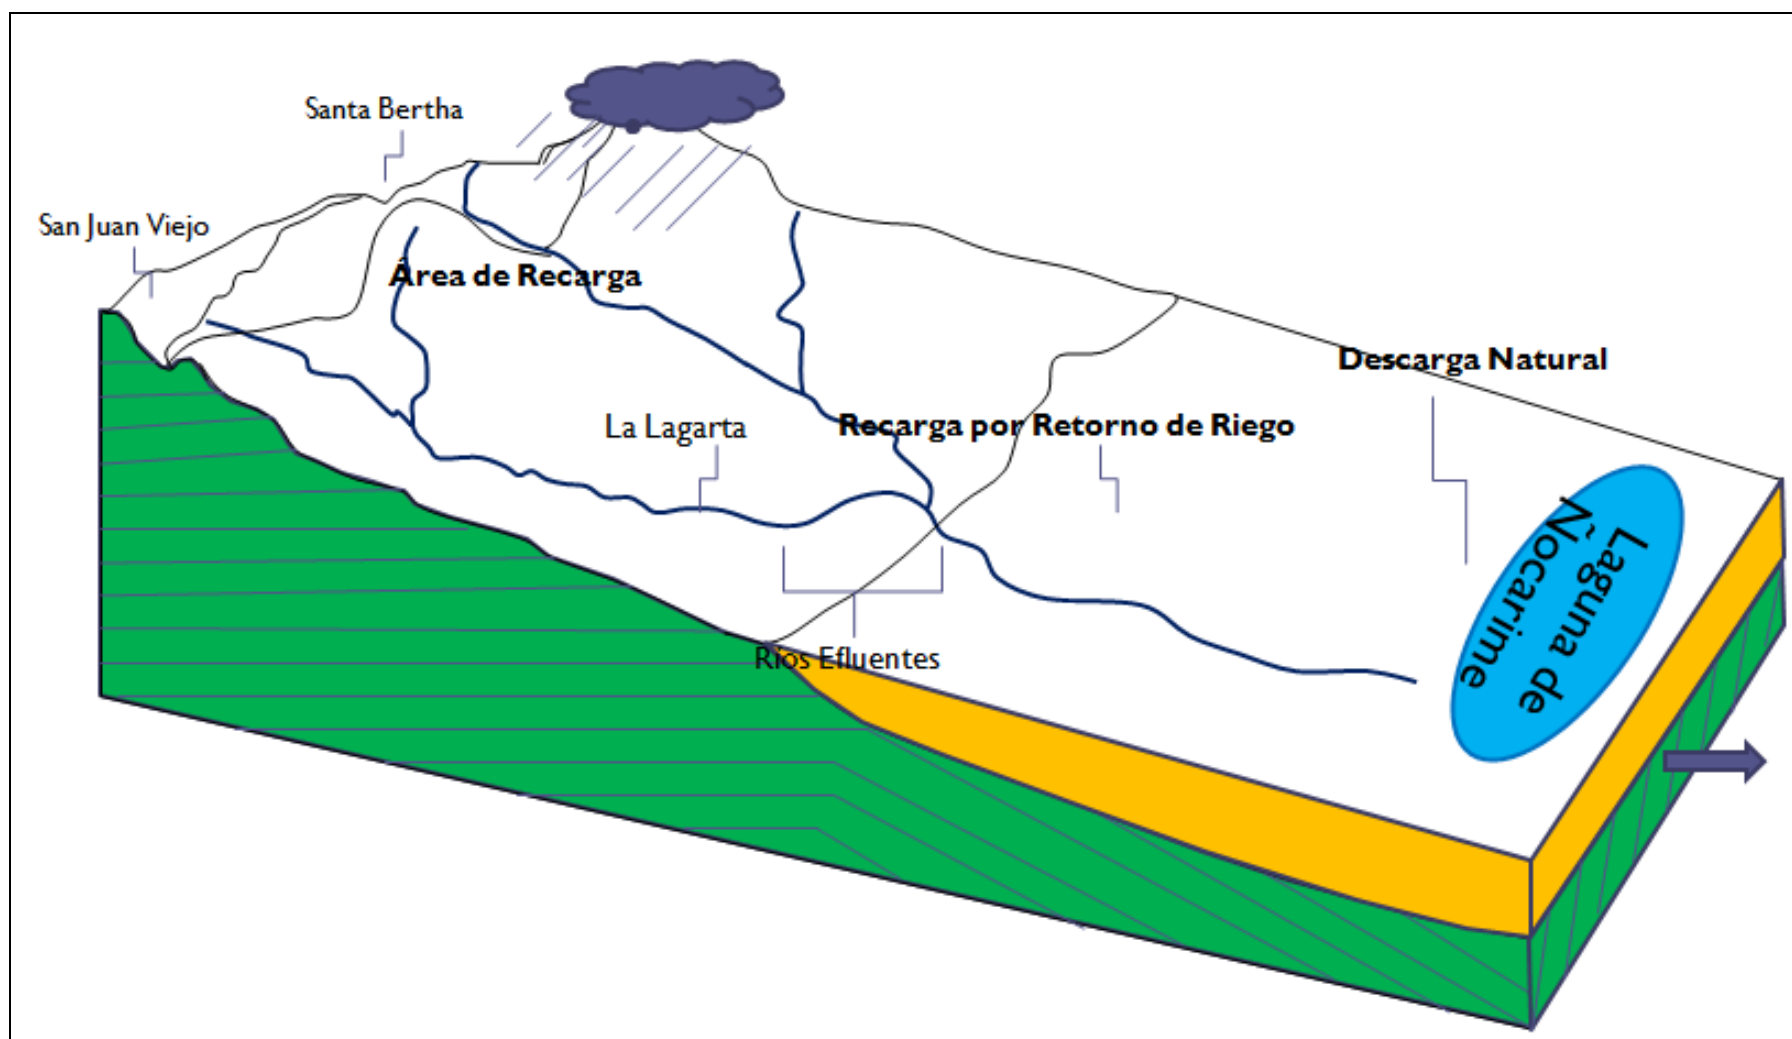 Santa Bertha
San Juan Viejo
Área de Recarga
Descarga Natural
La Lagarta
Recarga por Retorno de Riego
Laguna de
Ñocarime
Ríos Efluentes